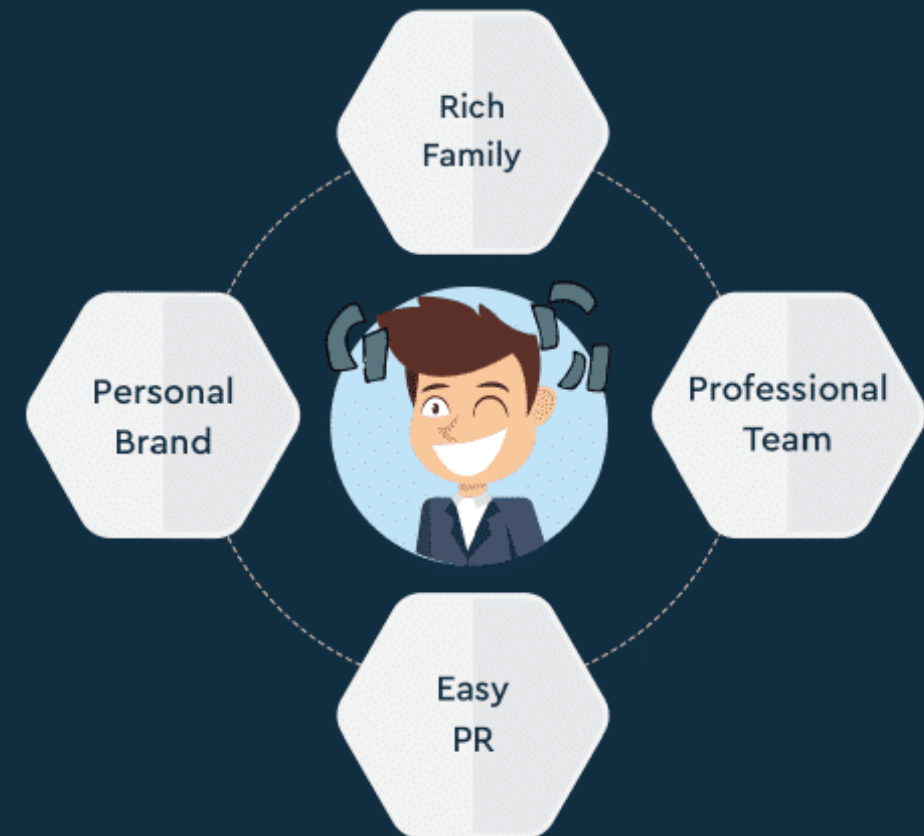 Rich
Family
Personal
Brand
Professional
Team
Easy
PR